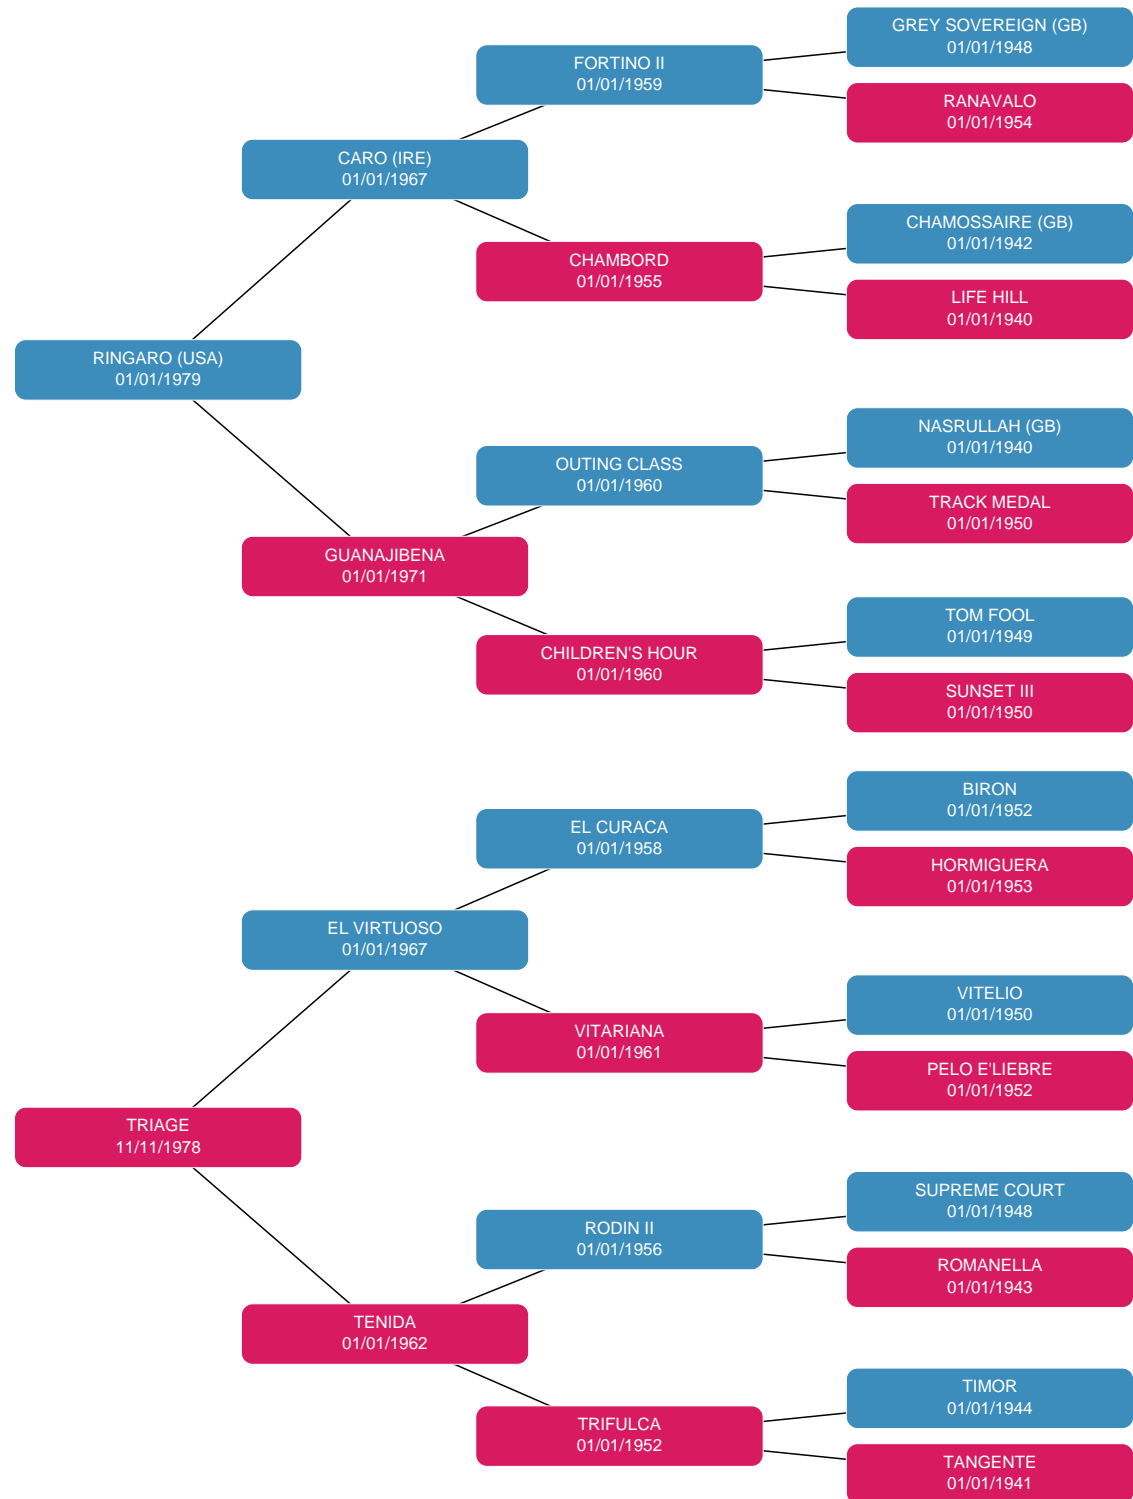 GREY SOVEREIGN (GB)
01/01/1948
FORTINO II
01/01/1959
RANAVALO
01/01/1954
CARO (IRE)
01/01/1967
CHAMOSSAIRE (GB)
01/01/1942
CHAMBORD
01/01/1955
LIFE HILL
01/01/1940
RINGARO (USA)
01/01/1979
NASRULLAH (GB)
01/01/1940
OUTING CLASS
01/01/1960
TRACK MEDAL
01/01/1950
GUANAJIBENA
01/01/1971
TOM FOOL
01/01/1949
CHILDREN'S HOUR
01/01/1960
SUNSET III
01/01/1950
BIRON
01/01/1952
EL CURACA
01/01/1958
HORMIGUERA
01/01/1953
EL VIRTUOSO
01/01/1967
VITELIO
01/01/1950
VITARIANA
01/01/1961
PELO E'LIEBRE
01/01/1952
TRIAGE
11/11/1978
SUPREME COURT
01/01/1948
RODIN II
01/01/1956
ROMANELLA
01/01/1943
TENIDA
01/01/1962
TIMOR
01/01/1944
TRIFULCA
01/01/1952
TANGENTE
01/01/1941